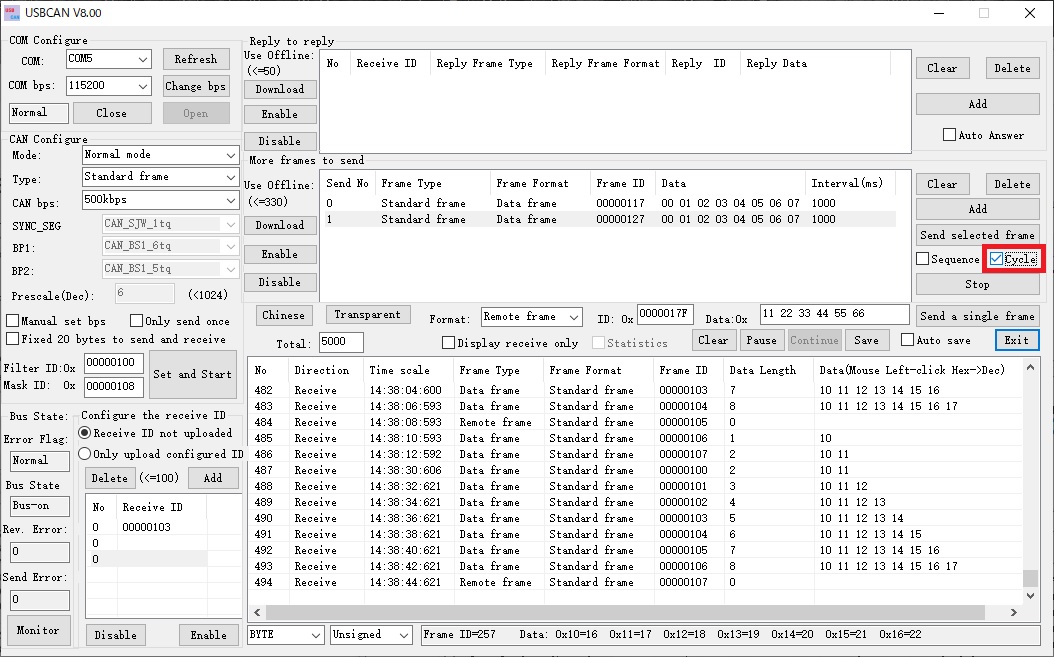 USBCAN V8.00
COM Configure
COM:
COM5
Refresh
COM bps:
115200
Change bps
Normal
Close
Open
CAN Configure
Mode:
Normal mode
Type:
Standard frame
CAN bps:
500kbps
SYNC_SEG
CAN_SJW_1tq
BP1:
CAN_BS1_6tq
BP2:
CAN_BS1_5tq
Prescale(Dec):
6
(<1024)
Manual set bps
Only send once
Fixed 20 bytes to send and receive
Filter ID:0x
00000100
Mask ID: 0x
00000108
Set and Start
Bus State:
Error Flag:
Normal
Bus State
Bus-on
Rev. Error:
0
Send Error:
0
Monitor
Configure the receive ID
Receive ID not uploaded
Only upload configured ID
Delete
(<=100)
Add
No Receive ID
0 00000103
0
0
Disable
Enable
Reply to reply
Use Offline:
(<=50)
Download
Enable
Disable
No Receive ID Reply Frame Type Reply Frame Format Reply ID Reply Data
Clear
Delete
Add
Auto Answer
More frames to send
Use Offline:
(<=330)
Download
Enable
Disable
Send No Frame Type Frame Format Frame ID Data Interval(ms)
0 Standard frame Data frame 00000117 00 01 02 03 04 05 06 07 1000
1 Standard frame Data frame 00000127 00 01 02 03 04 05 06 07 1000
Clear
Delete
Add
Send selected frame
Sequence
Cycle
Stop
Chinese
Transparent
Format:
Remote frame
ID: 0x
0000017F
Data:0x
11 22 33 44 55 66
Send a single frame
Total:
5000
Display receive only
Statistics
Clear
Pause
Continue
Save
Auto save
Exit
No Direction Time scale Frame Type Frame Format Frame ID Data Length Data(Mouse Left-click Hex->Dec)
482 Receive 14:38:04:600 Data frame Standard frame 00000103 7 10 11 12 13 14 15 16
483 Receive 14:38:06:593 Data frame Standard frame 00000104 8 10 11 12 13 14 15 16 17
484 Receive 14:38:08:593 Remote frame Standard frame 00000105 0
485 Receive 14:38:10:593 Data frame Standard frame 00000106 1 10
486 Receive 14:38:12:592 Data frame Standard frame 00000107 2 10 11
487 Receive 14:38:30:606 Data frame Standard frame 00000100 2 10 11
488 Receive 14:38:32:621 Data frame Standard frame 00000101 3 10 11 12
489 Receive 14:38:34:621 Data frame Standard frame 00000102 4 10 11 12 13
490 Receive 14:38:36:621 Data frame Standard frame 00000103 5 10 11 12 13 14
491 Receive 14:38:38:621 Data frame Standard frame 00000104 6 10 11 12 13 14 15
492 Receive 14:38:40:621 Data frame Standard frame 00000105 7 10 11 12 13 14 15 16
493 Receive 14:38:42:621 Data frame Standard frame 00000106 8 10 11 12 13 14 15 16 17
494 Receive 14:38:44:621 Remote frame Standard frame 00000107 0
BYTE
Unsigned
Frame ID=257 Data: 0x10=16 0x11=17 0x12=18 0x13=19 0x14=20 0x15=21 0x16=22